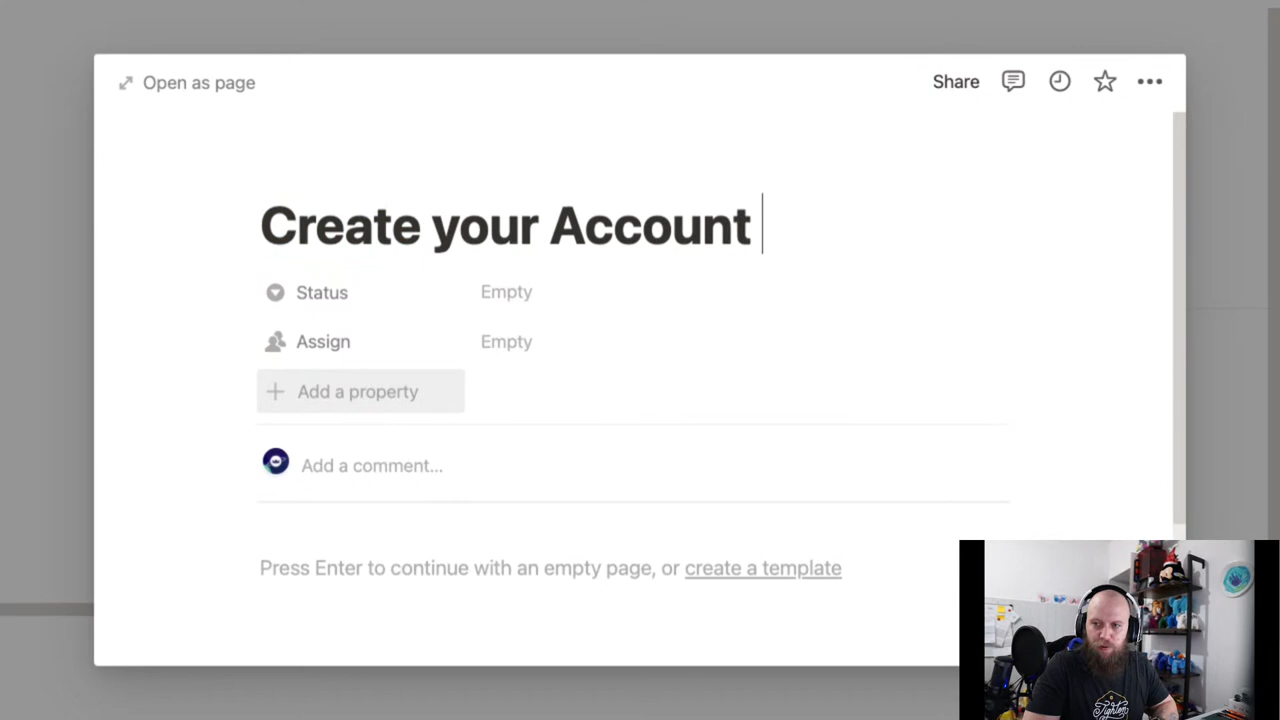 Open as page
Share
Create your Account
Status Empty
Assign Empty
Add a property
Add a comment...
Press Enter to continue with an empty page, or create a template
Tighten